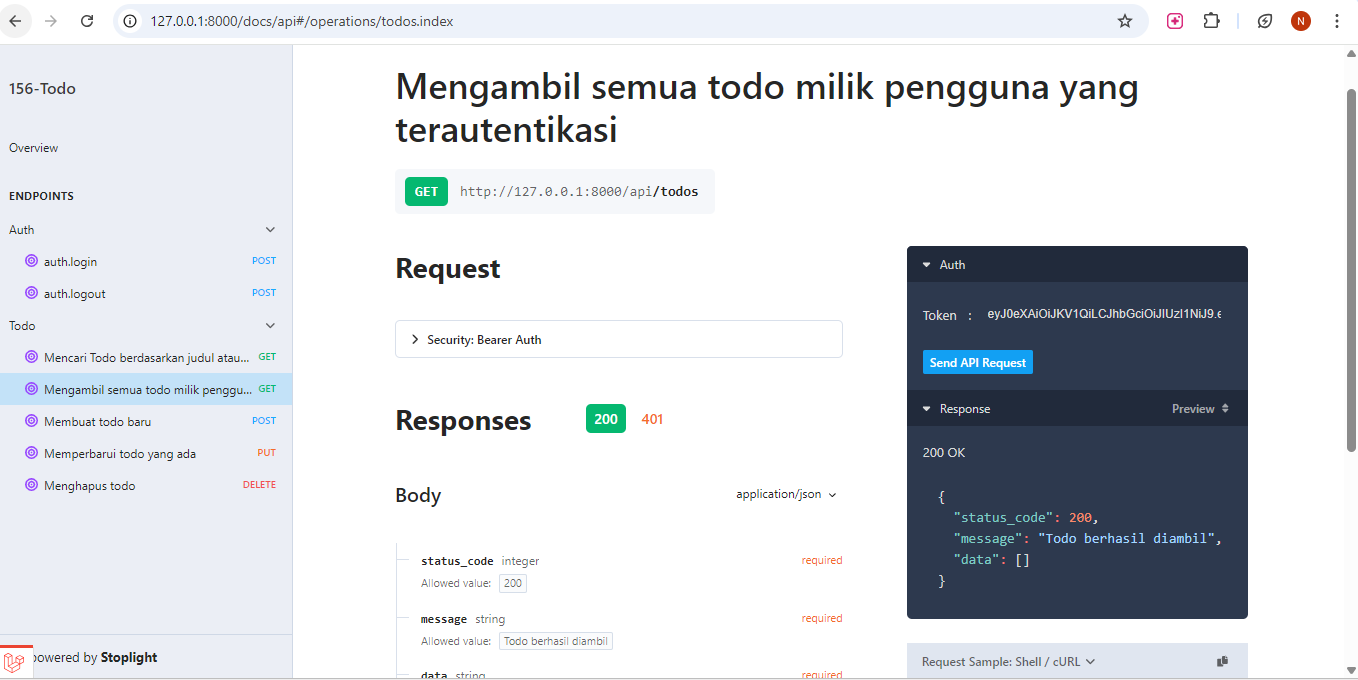 127.0.0.1:8000/docs/api#/operations/todos.index
N
156-Todo
Overview
ENDPOINTS
Auth
auth.login POST
auth.logout POST
Todo
Mencari Todo berdasarkan judul atau... GET
Mengambil semua todo milik penggu... GET
Membuat todo baru POST
Memperbarui todo yang ada PUT
Menghapus todo DELETE
powered by Stoplight
Mengambil semua todo milik pengguna yang
terautentikasi
GET http://127.0.0.1:8000/api/todos
Request
Security: Bearer Auth
Responses 200 401
Body application/json
status_code integer required
Allowed value: 200
message string required
Allowed value: Todo berhasil diambil
data string required
Auth
Token : eyJ0eXAiOiJKV1QiLCJhbGciOiJIUzI1NiJ9.e
Send API Request
Response Preview
200 OK
{
"status_code": 200,
"message": "Todo berhasil diambil",
"data": []
}
Request Sample: Shell / cURL